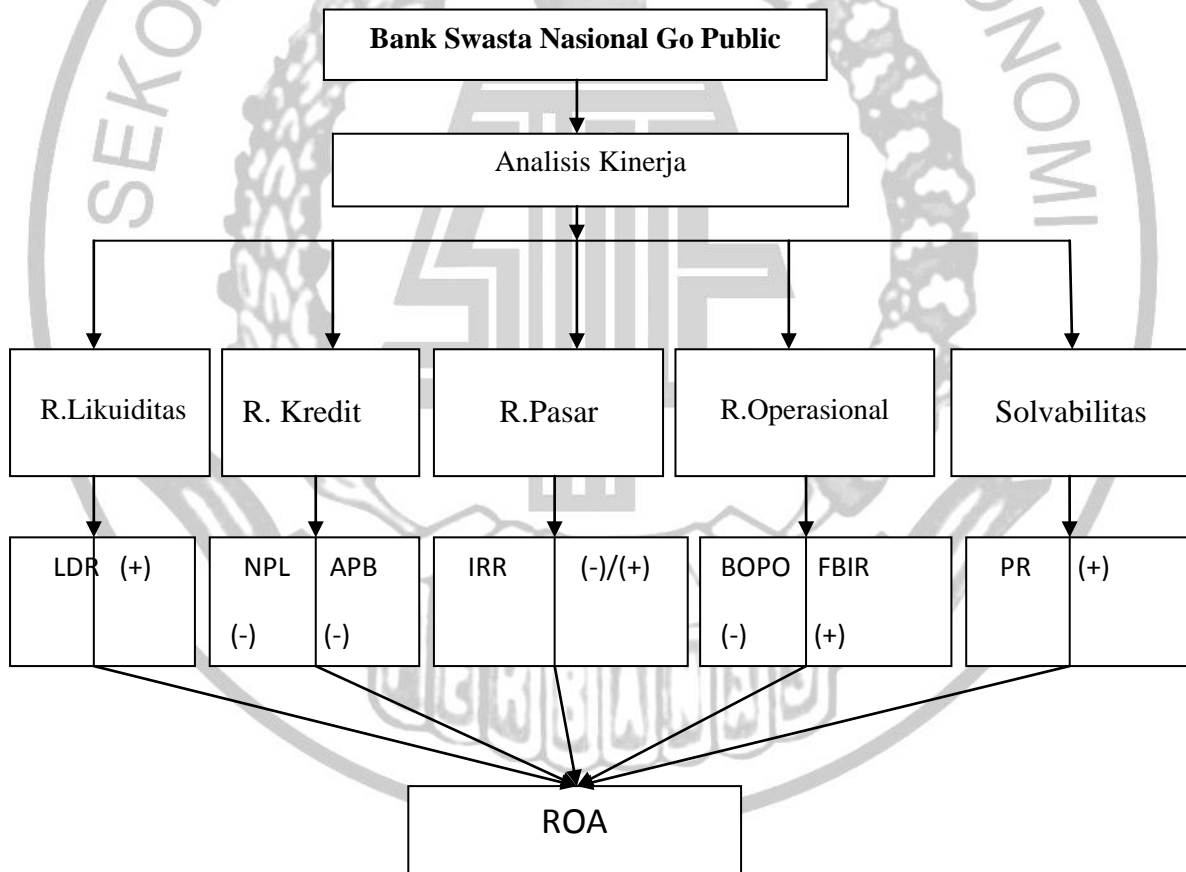 Bank Swasta Nasional Go Public
Analisis Kinerja
R.Likuiditas
R. Kredit
R.Pasar
R.Operasional
Solvabilitas
LDR (+)
NPL APB
(-) (-)
IRR (-)/(+)
BOPO FBIR
(-) (+)
PR (+)
ROA